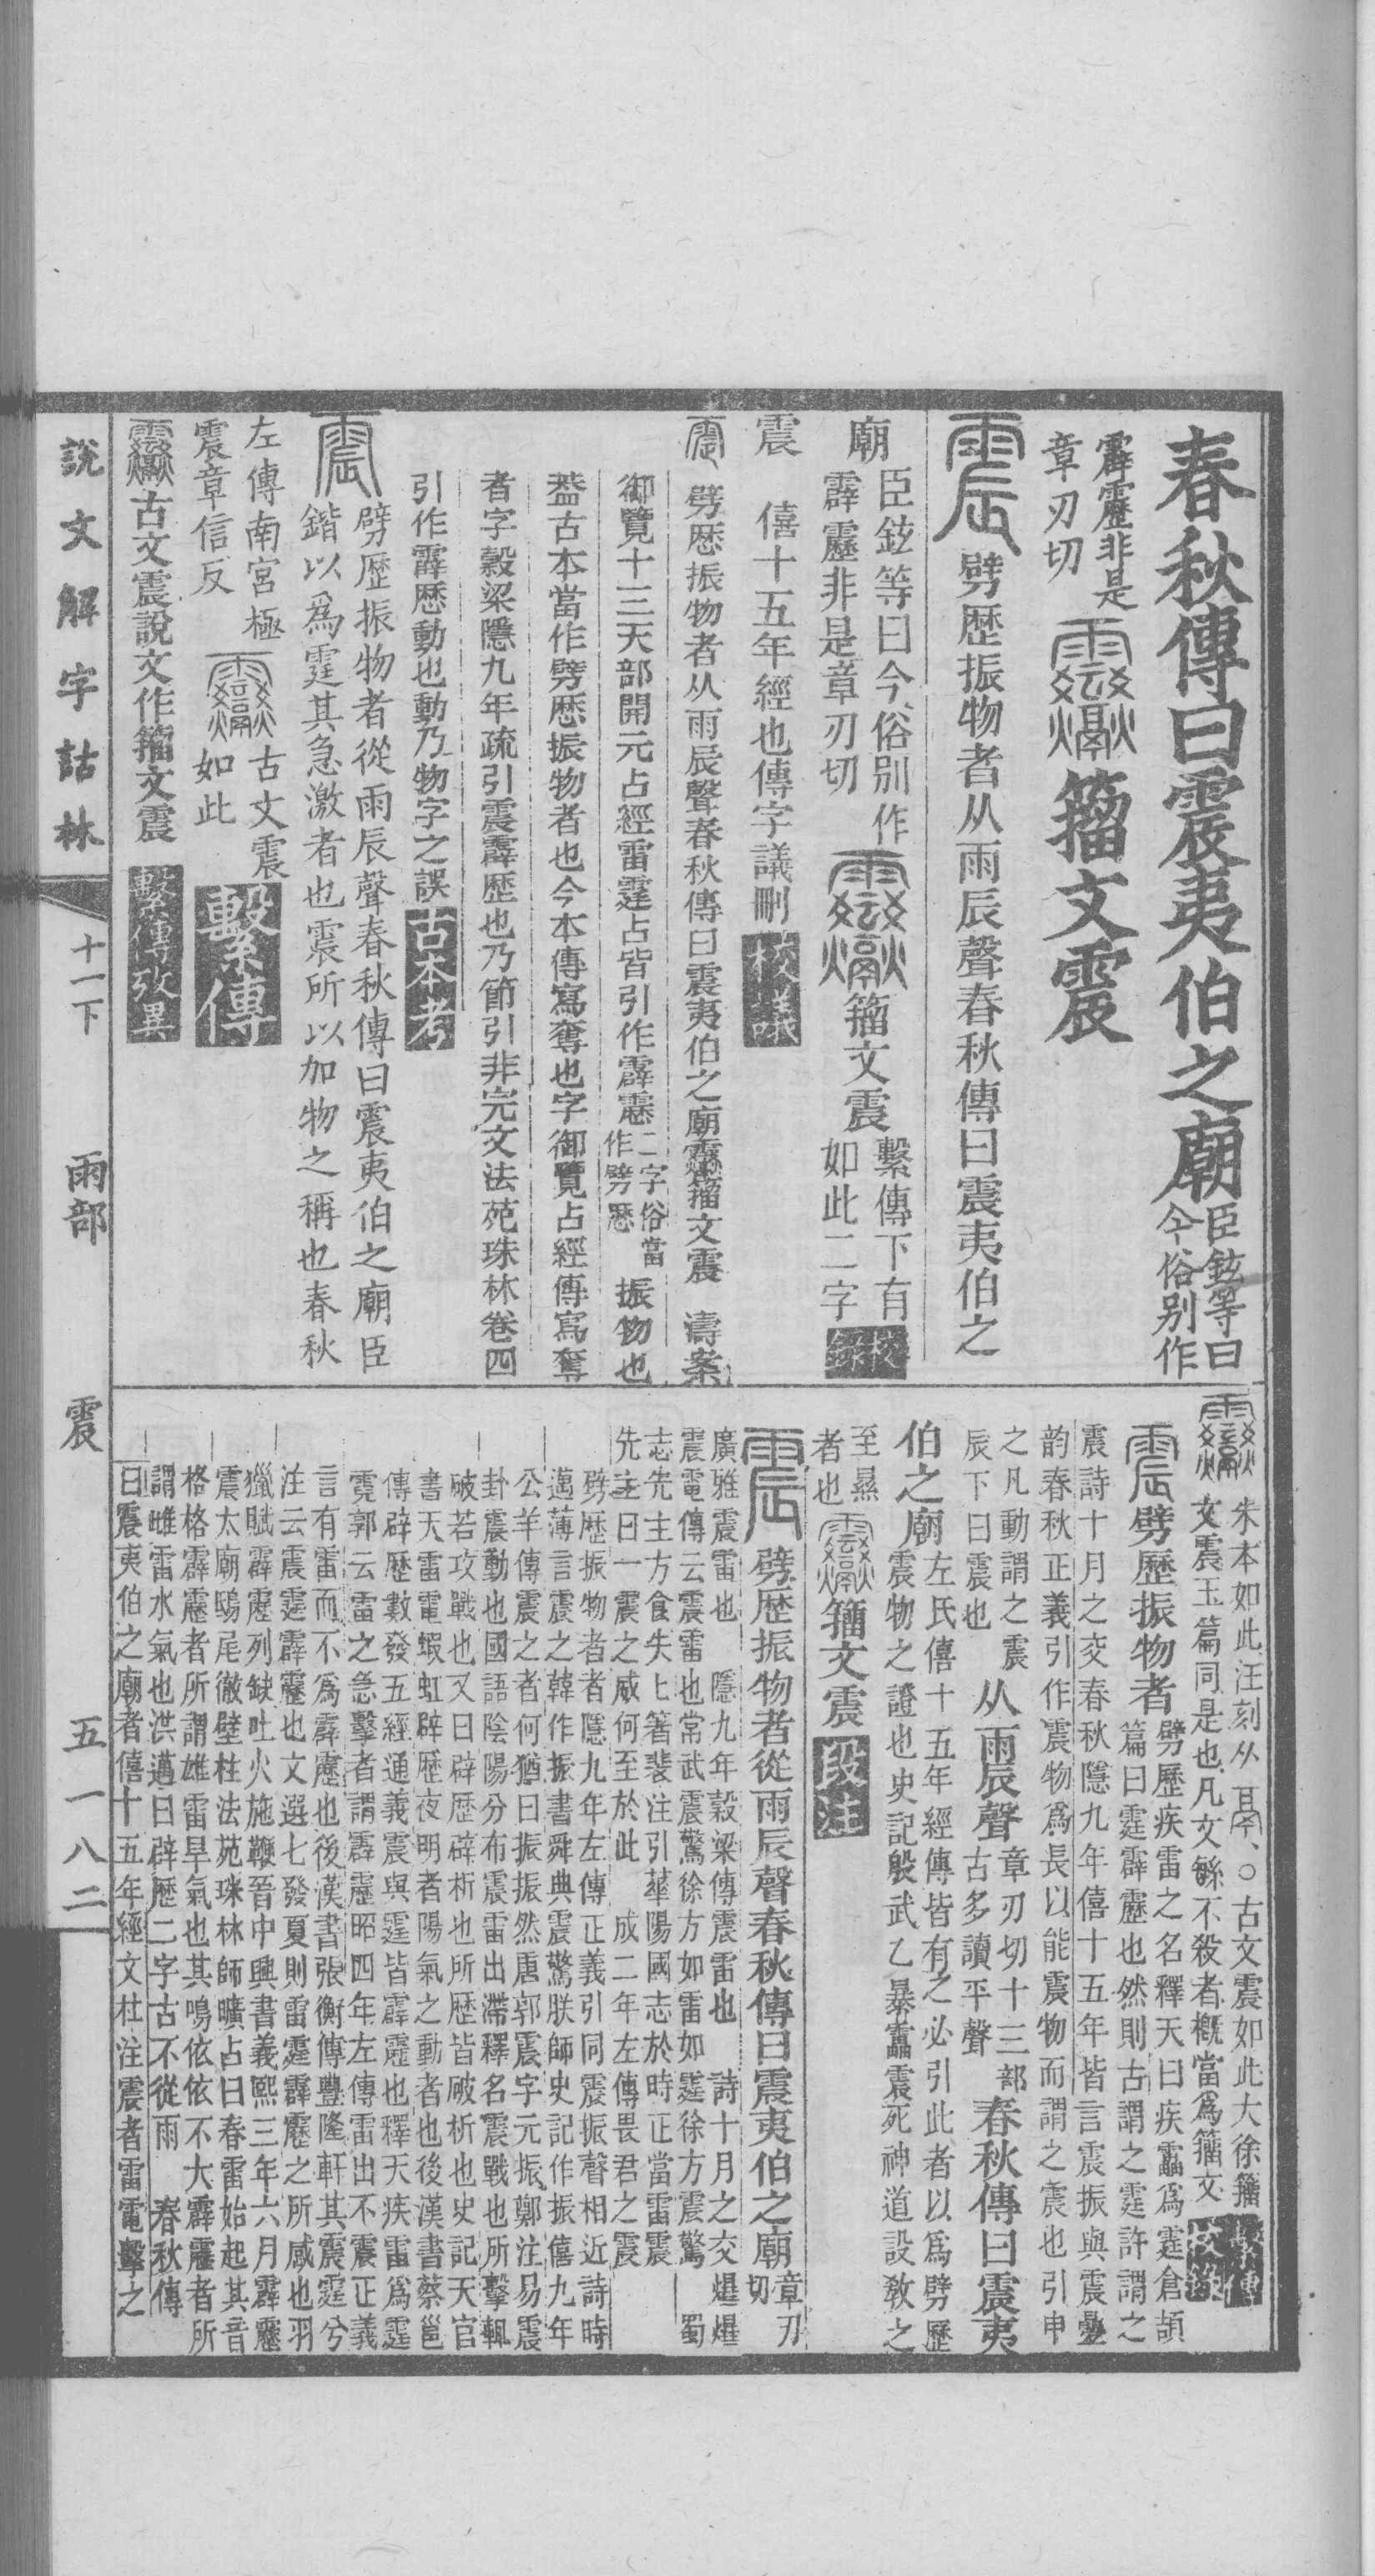 春秋傳曰震夷伯之廟臣鉉等曰今俗别作
霹靂非是章刃切 籒文震
震 劈歷振物者从雨辰聲春秋傳曰震夷伯之
廟臣鉉等曰今俗别作霹靂非是章刃切 籒文震繫傳下有如此二字 校錄
震 僖十五年經也傳字議刪 校議
震 劈歷振物者从雨辰聲春秋傳曰震夷伯之廟 籒文震 濤案
御覽十三天部開元占經雷霆占皆引作霹靂二字俗當作劈歷振物也
葢古本當作劈歷振物者也今本傳寫奪也字御覽占經傳寫奪
者字穀梁隱九年疏引震霹歷也乃節引非完文法苑珠林卷四
引作霹歷動也動乃物字之誤 古本考
震 劈歷振物者從雨辰聲春秋傳曰震夷伯之廟臣
鍇以爲霆其急激者也震所以加物之稱也春秋
左傳南宮極震章信反 古文震如此 繫傳
古文震說文作籒文震 繫傳攷異
朱本如此汪刻从鬲、○古文震如此大徐籒
文震玉篇同是也凡文緐不殺者概當爲籒文 繫傳校錄
震 劈歷振物者劈歷疾雷之名釋天曰疾靁爲霆倉頡
篇曰霆霹靂也然則古謂之霆許謂之
震詩十月之交春秋隱九年僖十五年皆言震振與震曡
韵春秋正義引作震物爲長以能震物而謂之震也引申
之凡動謂之震辰下曰震也从雨辰聲章刃切十三部古多讀平聲春秋傳曰震夷
伯之廟左氏僖十五年經傳皆有之必引此者以爲劈歷
震物之證也史記殷武乙暴靁震死神道設敎之
至㬎者也 籒文震 段注
震 劈歷振物者從雨辰聲春秋傳曰震夷伯之廟章刃切
廣雅震雷也 隱九年穀梁傳震雷也 詩十月之交爗爗
震電傳云震雷也常武震驚徐方如雷如霆徐方震驚 蜀
志先主方食失匕箸裴注引華陽國志於時正當雷震
先主曰一震之威何至於此 成二年左傳畏君之震
劈歷振物者者隱九年左傳正義引同震振聲相近詩時
邁薄言震之韓作振書舜典震驚朕師史記作振僖九年
公羊傳震之者何猶曰振振然唐郭震字元振鄭注易震
卦震動也國語陰陽分布震雷出滯釋名震戰也所擊輒
破若攻戰也又曰辟歷辟析也所歷皆破析也史記天官
書天雷電蝦虹辟歷夜明者陽氣之動者也後漢書蔡邕
傳辟歷數發五經通義震與霆皆霹靂也釋天疾雷爲霆
霓郭云雷之急擊者謂霹靂昭四年左傳雷出不震正義
言有雷而不爲霹靂也後漢書張衡傳豐隆軒其震霆兮
注云震霆霹靂也文選七發夏則雷霆霹靂之所感也羽
獵賦霹靂列缺吐火施鞭晉中興書義熙三年六月霹靂
震太廟鴟尾徹壁柱法苑珠林師曠占曰春雷始起其音
格格霹靂者所謂雄雷旱氣也其鳴依依不大霹靂者所
謂雌雷水氣也洪邁曰辟歷二字古不從雨 春秋傳
曰震夷伯之廟者僖十五年經文杜注震者雷電擊之
說文解字詁林 十一下 雨部 震 五一八二